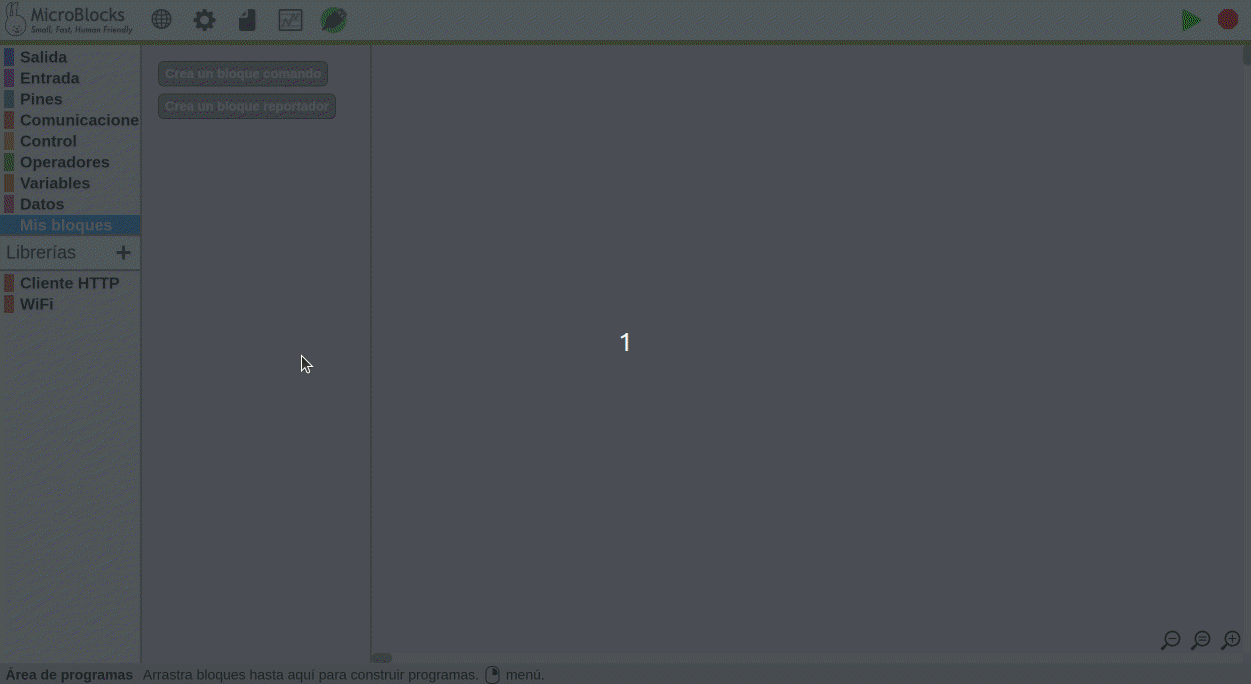 MicroBlocks
Small, Fast, Human Friendly
Salida
Entrada
Pines
Comunicacione
Control
Operadores
Variables
Datos
Mis bloques
Librerías +
Cliente HTTP
WiFi
Crea un bloque comando
Crea un bloque reportador
1
Área de programas Arrastra bloques hasta aquí para construir programas. menú.